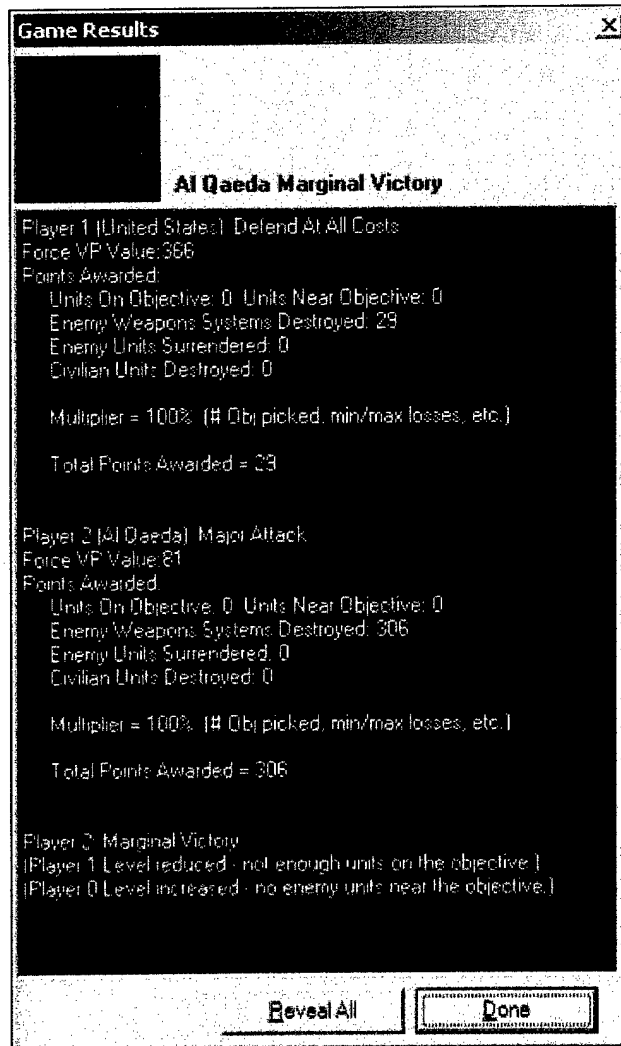 Game Results
Al Qaeda Marginal Victory
Player 1 (United States) Defend At All Costs
Force VP Value:366
Points Awarded:
Units On Objective: 0 Units Near Objective: 0
Enemy Weapons Systems Destroyed: 29
Enemy Units Surrendered: 0
Civilian Units Destroyed: 0
Multiplier = 100% (# Obj picked, min/max losses, etc.)
Total Points Awarded = 29
Player 2 (Al Qaeda) Major Attack
Force VP Value:81
Points Awarded:
Units On Objective: 0 Units Near Objective: 0
Enemy Weapons Systems Destroyed: 306
Enemy Units Surrendered: 0
Civilian Units Destroyed: 0
Multiplier = 100% (# Obj picked, min/max losses, etc.)
Total Points Awarded = 306
Player 2: Marginal Victory
(Player 1 Level reduced - not enough units on the objective.)
(Player 0 Level increased - no enemy units near the objective.)
Reveal All
Done